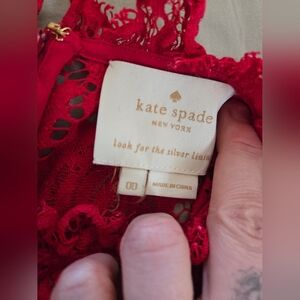 kate spade
NEW YORK
look for the silver lining
00
MADE IN CHINA